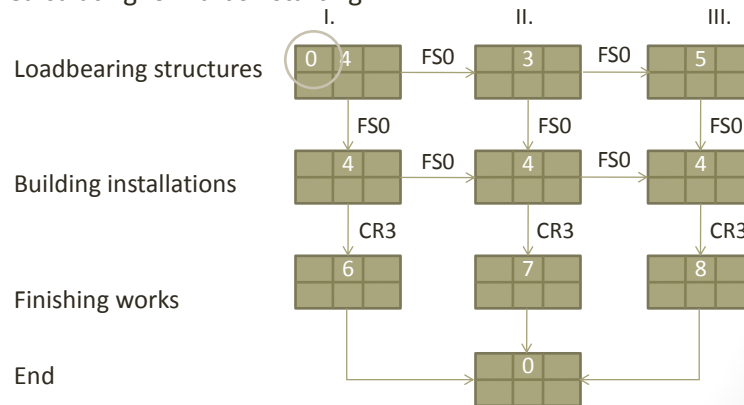 I. II. III.
Loadbearing structures 0 4 FS0 3 FS0 5
FS0 FS0 FS0
Building installations 4 FS0 4 FS0 4
CR3 CR3 CR3
Finishing works 6 7 8
End 0